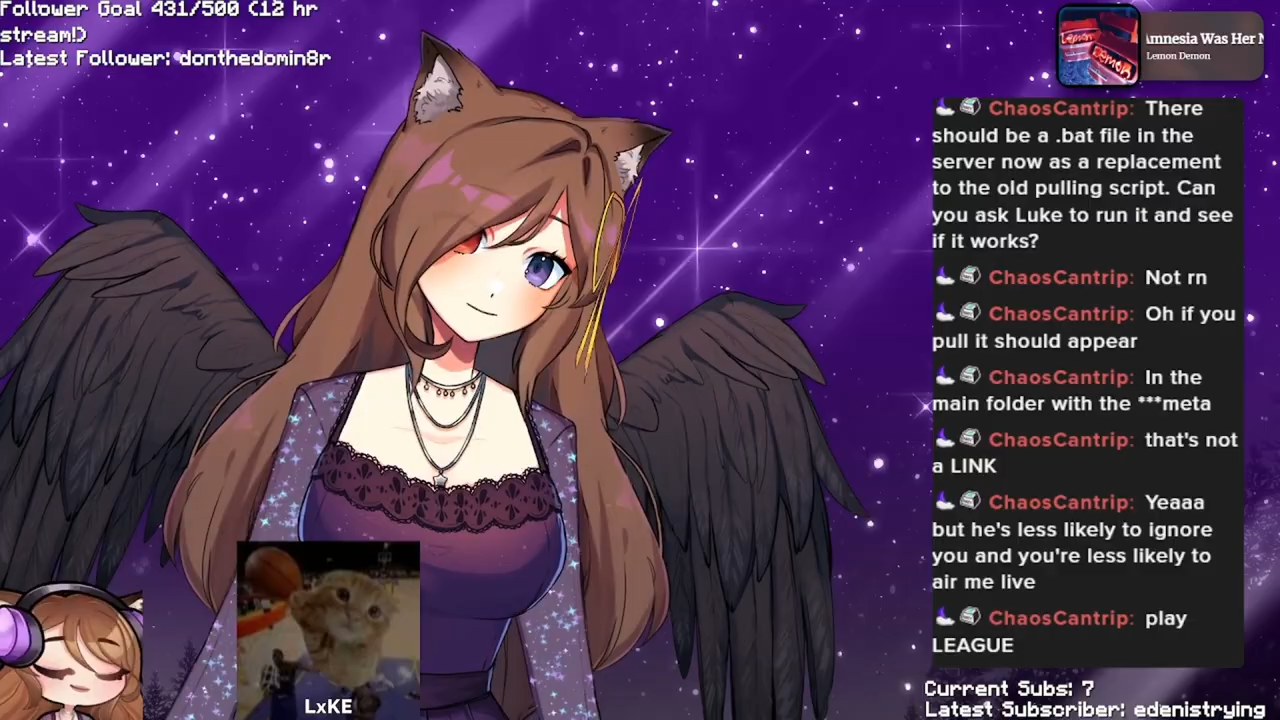 Follower Goal 431/500 (12 hr
stream!)
Latest Follower: donthedomin8r
Amnesia Was Her N
Lemon Demon
Lemon
Demon
ChaosCantrip: There
should be a .bat file in the
server now as a replacement
to the old pulling script. Can
you ask Luke to run it and see
if it works?
ChaosCantrip: Not rn
ChaosCantrip: Oh if you
pull it should appear
ChaosCantrip: In the
main folder with the ***meta
ChaosCantrip: that's not
a LINK
ChaosCantrip: Yeaaa
but he's less likely to ignore
you and you're less likely to
air me live
ChaosCantrip: play
LEAGUE
LxKE
Current Subs: 7
Latest Subscriber: edenistrying